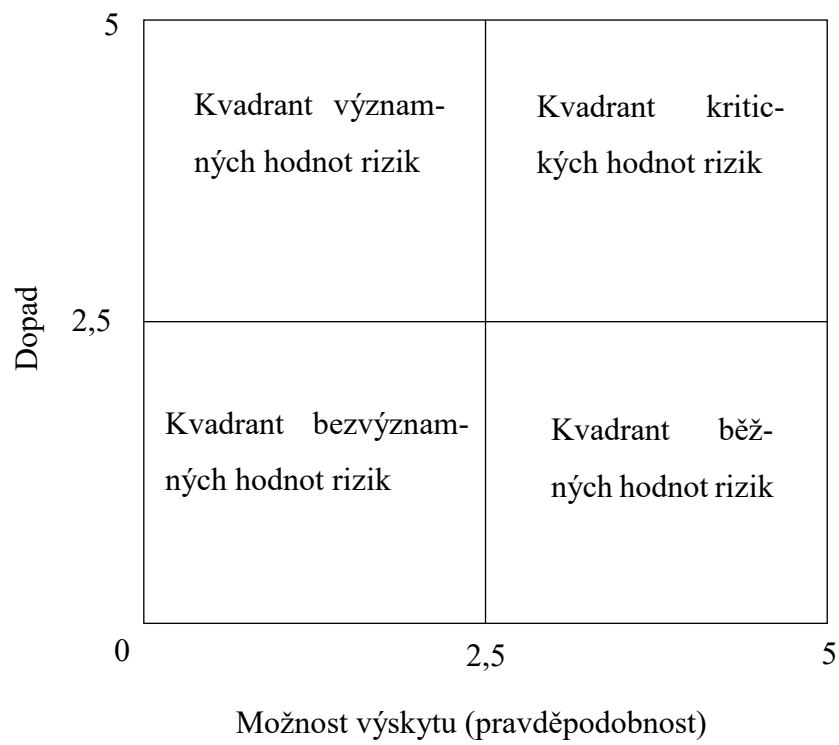 5
Kvadrant význam-
ných hodnot rizik
Kvadrant kritic-
kých hodnot rizik
Dopad
2,5
Kvadrant bezvýznam-
ných hodnot rizik
Kvadrant běž-
ných hodnot rizik
0
2,5
5
Možnost výskytu (pravděpodobnost)